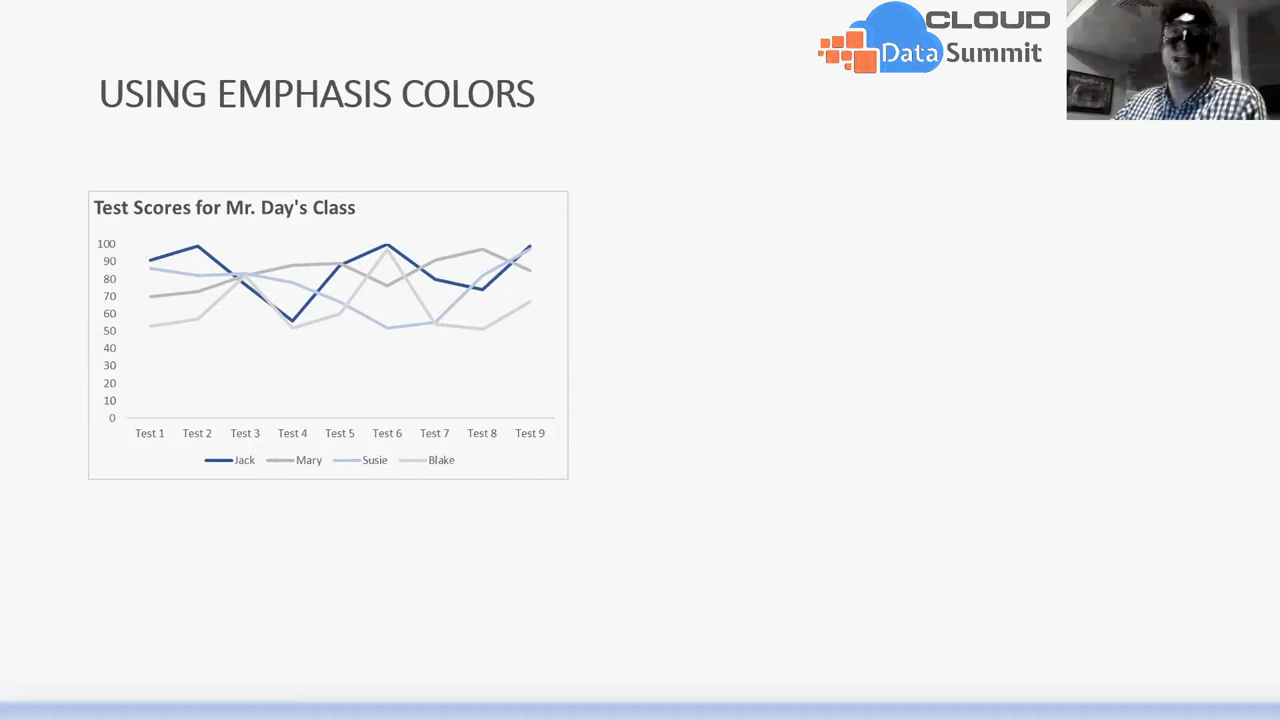 CLOUD
Data Summit
USING EMPHASIS COLORS
Test Scores for Mr. Day's Class
100
90
80
70
60
50
40
30
20
10
0
Test 1 Test 2 Test 3 Test 4 Test 5 Test 6 Test 7 Test 8 Test 9
Jack Mary Susie Blake